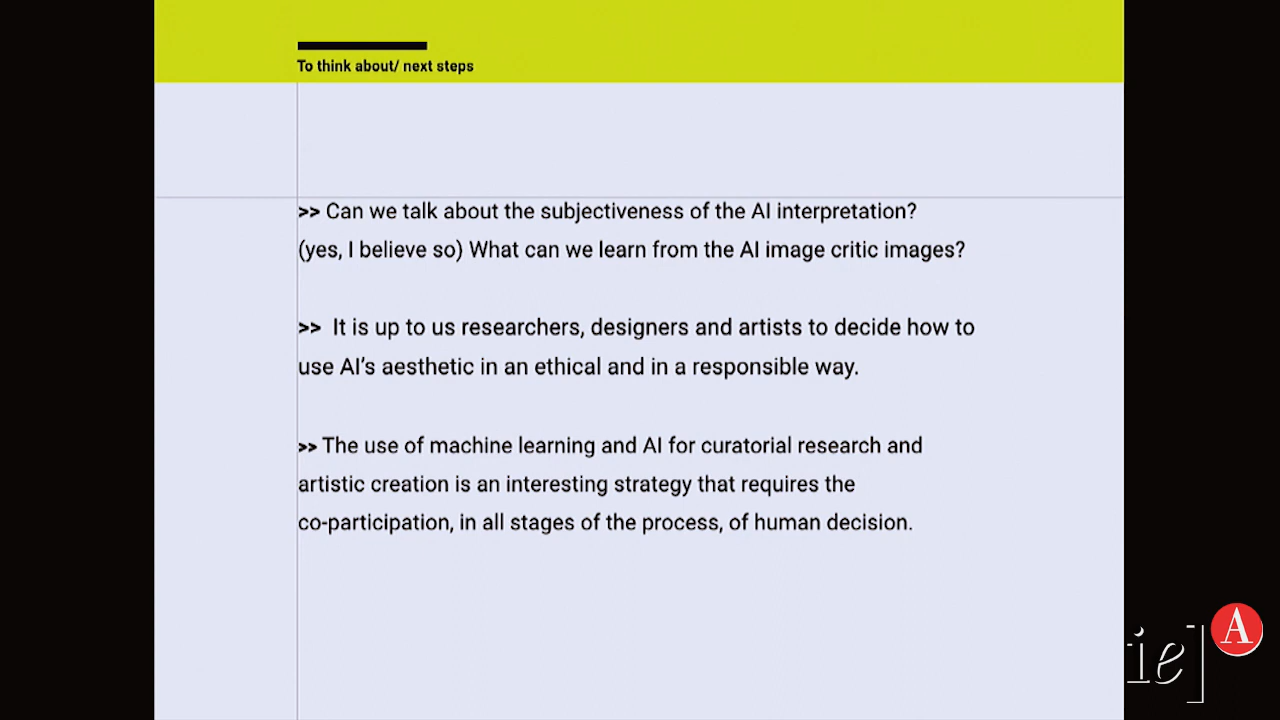 To think about/ next steps
>> Can we talk about the subjectiveness of the AI interpretation?
(yes, I believe so) What can we learn from the AI image critic images?
>> It is up to us researchers, designers and artists to decide how to
use AI’s aesthetic in an ethical and in a responsible way.
>> The use of machine learning and AI for curatorial research and
artistic creation is an interesting strategy that requires the
co-participation, in all stages of the process, of human decision.
ie]
A